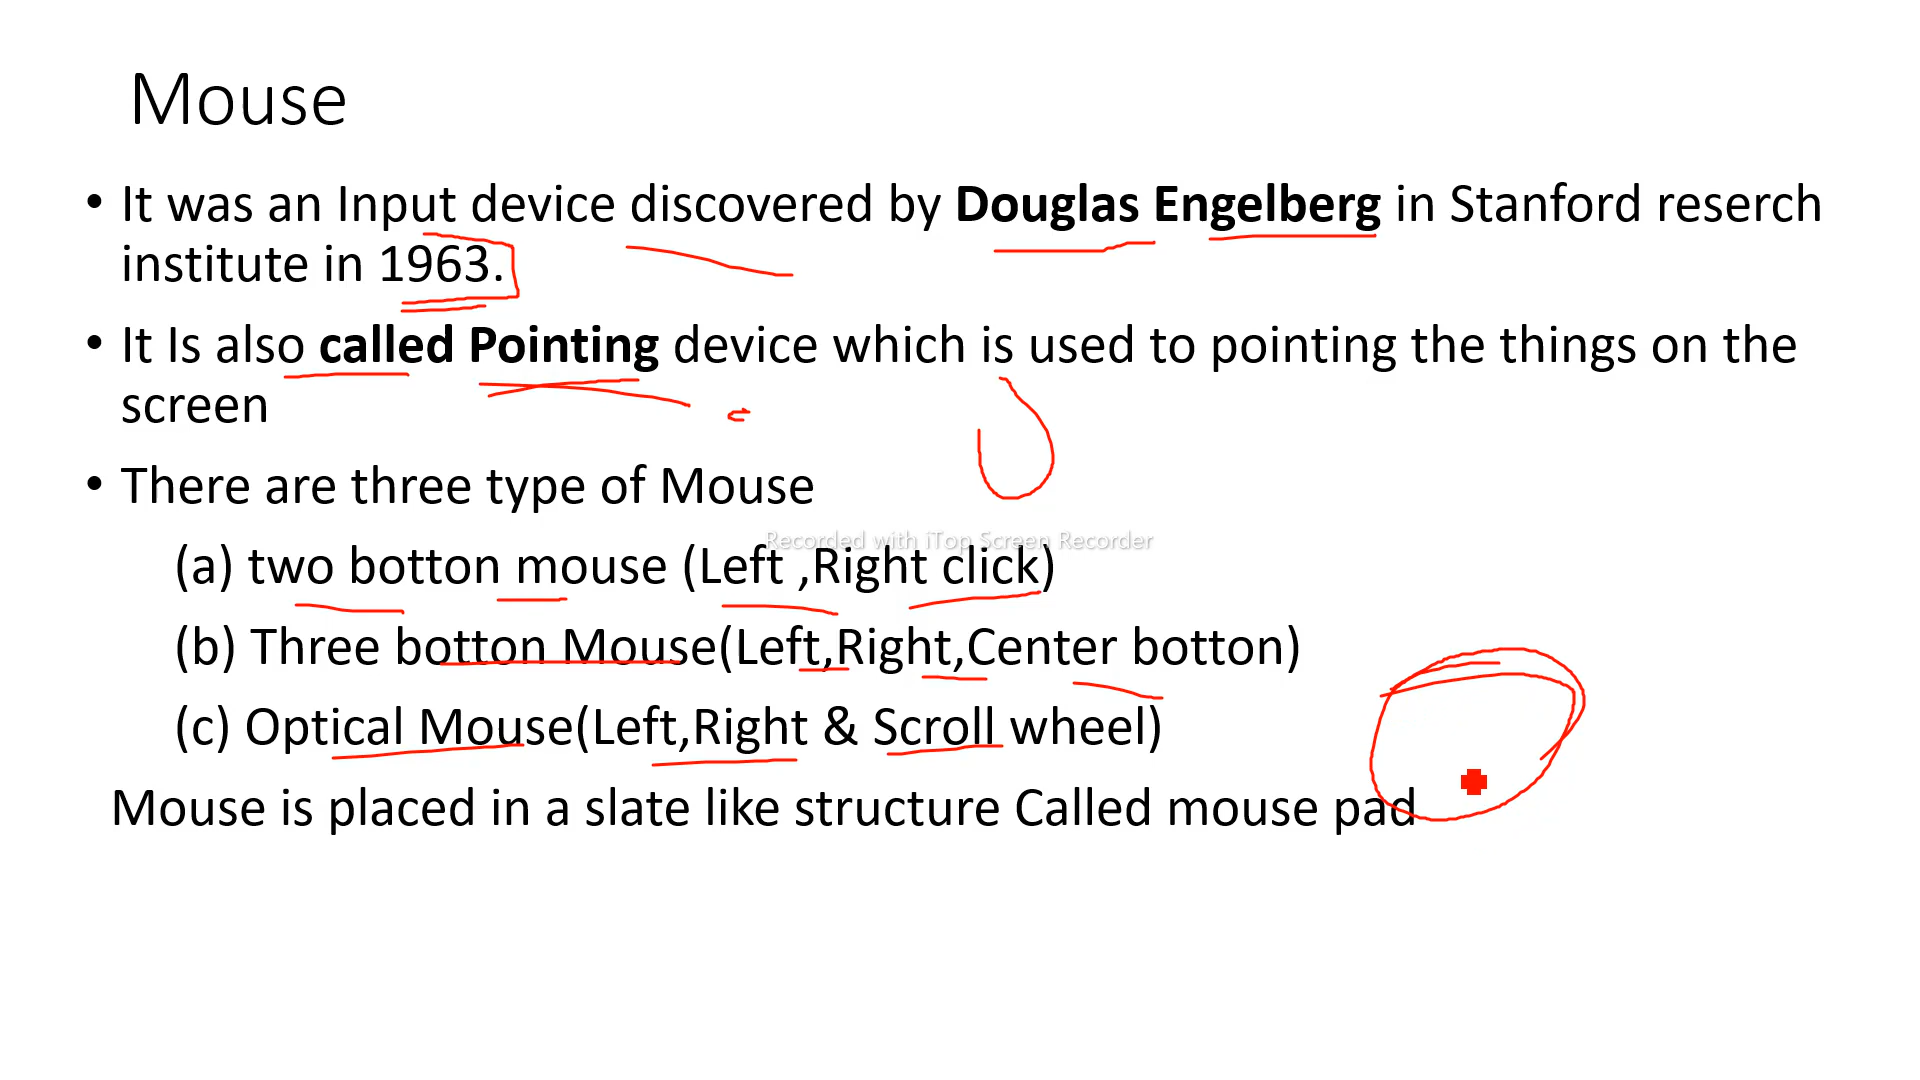 Mouse
• It was an Input device discovered by Douglas Engelberg in Stanford reserch
institute in 1963.
• It Is also called Pointing device which is used to pointing the things on the
screen
• There are three type of Mouse
Recorded with iTop Screen Recorder
(a) two botton mouse (Left ,Right click)
(b) Three botton Mouse(Left,Right,Center botton)
(c) Optical Mouse(Left,Right & Scroll wheel)
Mouse is placed in a slate like structure Called mouse pad